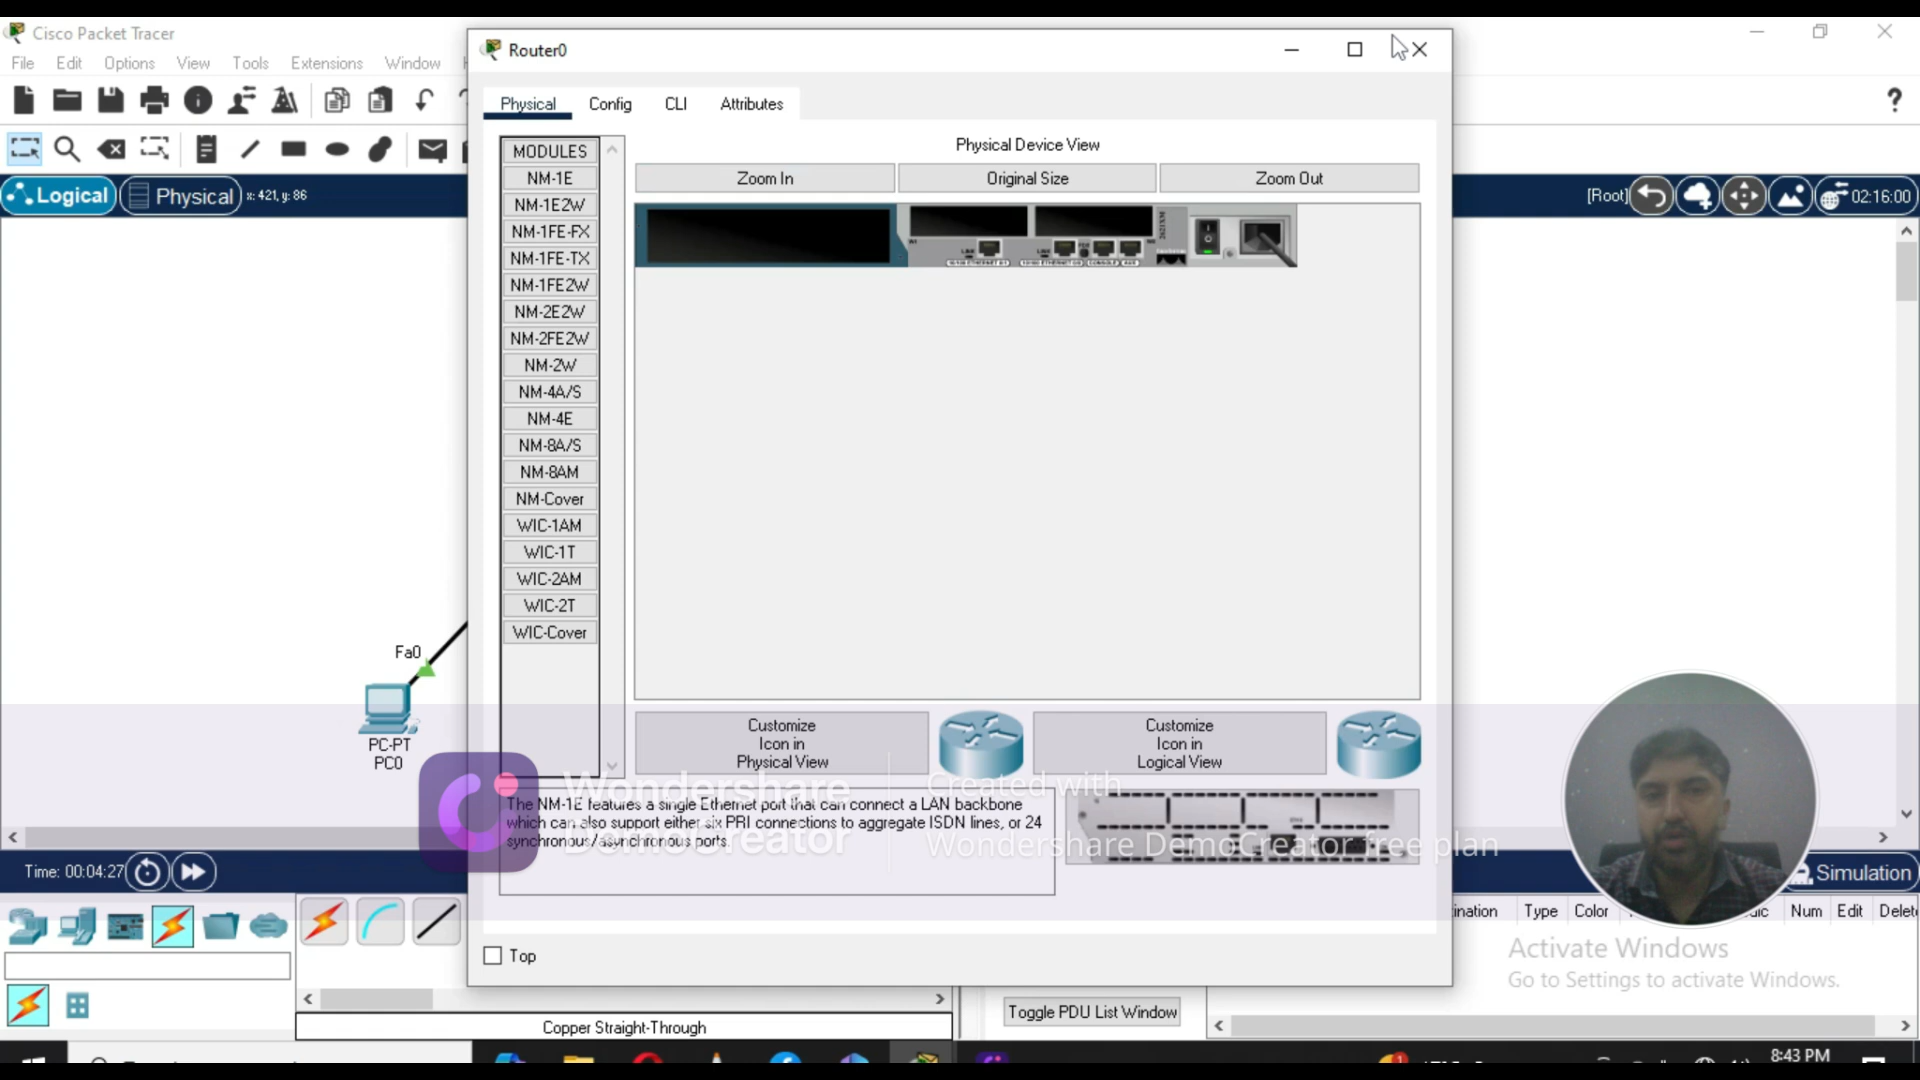 Cisco Packet Tracer
File Edit Options View Tools Extensions Window
Router0
Physical Config CLI Attributes
MODULES
NM-1E
NM-1E2W
NM-1FE-FX
NM-1FE-TX
NM-1FE2W
NM-2E2W
NM-2FE2W
NM-2W
NM-4A/S
NM-4E
NM-8A/S
NM-8AM
NM-Cover
WIC-1AM
WIC-1T
WIC-2AM
WIC-2T
WIC-Cover
Physical Device View
Zoom In Original Size Zoom Out
Logical Physical x: 421, y: 86
[Root] 02:16:00
Fa0
PC-PT
PC0
Customize
Icon in
Physical View
Customize
Icon in
Logical View
The NM-1E features a single Ethernet port that can connect a LAN backbone
which can also support either six PRI connections to aggregate ISDN lines, or 24
synchronous/asynchronous ports.
Wondershare
DemoCreator
Created with
Wondershare DemoCreator free plan
Top
Time: 00:04:27
Simulation
Type Color Num Edit
Activate Windows
Go to Settings to activate Windows.
Toggle PDU List Window
Copper Straight-Through
8:43 PM